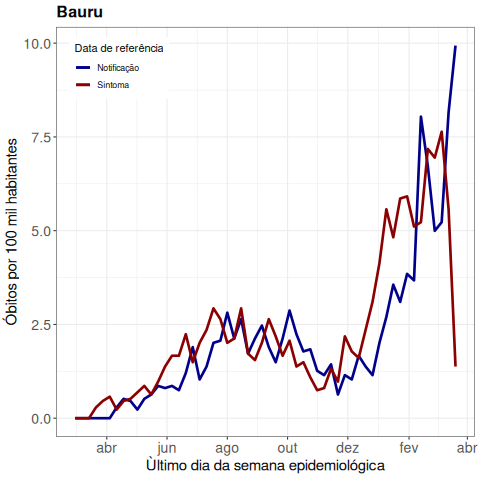 Bauru
Data de referência
Notificação
Sintoma
Óbitos por 100 mil habitantes
10.0
7.5
5.0
2.5
0.0
abr
jun
ago
out
dez
fev
abr
Ùltimo dia da semana epidemiológica